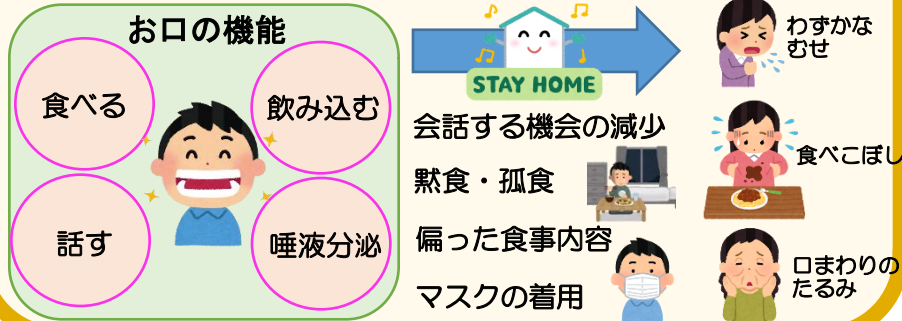 お口の機能
食べる
飲み込む
話す
唾液分泌
STAY HOME
会話する機会の減少
黙食・孤食
偏った食事内容
マスクの着用
わずかな
むせ
食べこぼし
口まわりの
たるみ